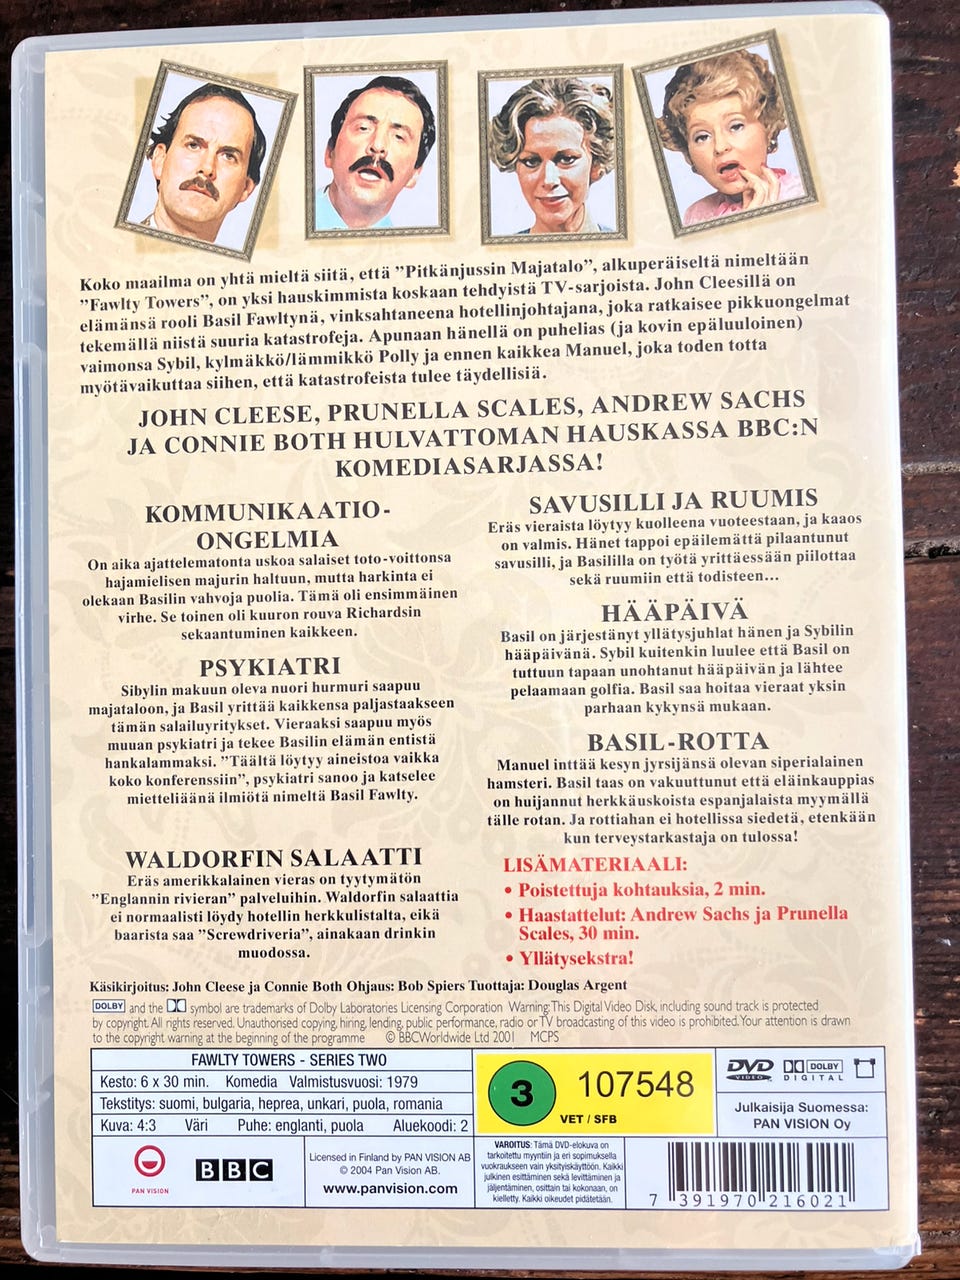 Koko maailma on yhtä mieltä siitä, että ”Pitkänjussin Majatalo”, alkuperäiseltä nimeltään
”Fawlty Towers”, on yksi hauskimmista koskaan tehdyistä TV-sarjoista. John Cleesillä on
elämänsä rooli Basil Fawltynä, vinksahtaneena hotellinjohtajana, joka ratkaisee pikkuongelmat
tekemällä niistä suuria katastrofeja. Apunaan hänellä on puhelias (ja kovin epäluuloinen)
vaimonsa Sybil, kylmäkkö/lämmikkö Polly ja ennen kaikkea Manuel, joka toden totta
myötävaikuttaa siihen, että katastrofeista tulee täydellisiä.
JOHN CLEESE, PRUNELLA SCALES, ANDREW SACHS
JA CONNIE BOTH HULVATTOMAN HAUSKASSA BBC:N
KOMEDIASARJASSA!
KOMMUNIKAATIO-
ONGELMIA
On aika ajattelematonta uskoa salaiset toto-voittonsa
hajamielisen majurin haltuun, mutta harkinta ei
olekaan Basilin vahvoja puolia. Tämä oli ensimmäinen
virhe. Se toinen oli kuuron rouva Richardsin
sekaantuminen kaikkeen.
PSYKIATRI
Sibylin makuun oleva nuori hurmuri saapuu
majataloon, ja Basil yrittää kaikkensa paljastaakseen
tämän salailuyritykset. Vieraaksi saapuu myös
muuan psykiatri ja tekee Basilin elämän entistä
hankalammaksi. ”Täältä löytyy aineistoa vaikka
koko konferenssiin”, psykiatri sanoo ja katselee
mietteliäänä ilmiötä nimeltä Basil Fawlty.
WALDORFIN SALAATTI
Eräs amerikkalainen vieras on tyytymätön
”Englannin rivieran” palveluihin. Waldorfin salaattia
ei normaalisti löydy hotellin herkkulistalta, eikä
baarista saa ”Screwdriveria”, ainakaan drinkin
muodossa.
SAVUSILLI JA RUUMIS
Eräs vieraista löytyy kuolleena vuoteestaan, ja kaaos
on valmis. Hänet tappoi epäilemättä pilaantunut
savusilli, ja Basililla on työtä yrittäessään piilottaa
sekä ruumiin että todisteen...
HÄÄPÄIVÄ
Basil on järjestänyt yllätysjuhlat hänen ja Sybilin
hääpäivänä. Sybil kuitenkin luulee että Basil on
tuttuun tapaan unohtanut hääpäivän ja lähtee
pelaamaan golfia. Basil saa hoitaa vieraat yksin
parhaan kykynsä mukaan.
BASIL-ROTTA
Manuel inttää kesyn jyrsijänsä olevan siperialainen
hamsteri. Basil taas on vakuuttunut että eläinkauppias
on huijannut herkkäuskoista espanjalaista myymällä
tälle rotan. Ja rottiahan ei hotellissa siedetä, etenkään
kun terveystarkastaja on tulossa!
LISÄMATERIAALI:
• Poistettuja kohtauksia, 2 min.
• Haastattelut: Andrew Sachs ja Prunella
Scales, 30 min.
• Yllätysekstra!
Käsikirjoitus: John Cleese ja Connie Both Ohjaus: Bob Spiers Tuottaja: Douglas Argent
DOLBY and the symbol are trademarks of Dolby Laboratories Licensing Corporation Warning: This Digital Video Disk, including sound track is protected
by copyright. All rights reserved. Unauthorised copying, hiring, lending, public performance, radio or TV broadcasting of this video is prohibited. Your attention is drawn
to the copyright warning at the beginning of the programme © BBCWorldwide Ltd 2001 MCPS
FAWLTY TOWERS - SERIES TWO
Kesto: 6 x 30 min. Komedia Valmistusvuosi: 1979
Tekstitys: suomi, bulgaria, heprea, unkari, puola, romania
Kuva: 4:3 Väri Puhe: englanti, puola Aluekoodi: 2
3 107548
VET / SFB
DVD VIDEO DOLBY DIGITAL
Julkaisija Suomessa:
PAN VISION Oy
PAN VISION
BBC
Licensed in Finland by PAN VISION AB
© 2004 Pan Vision AB.
www.panvision.com
VAROITUS: Tämä DVD-elokuva on
tarkoitettu myyntiin ja eri sopimuksella
vuokraukseen vain yksityiskäyttöön. Kaikki
julkinen esittäminen sekä levittäminen ja
jäljentäminen, osittain tai kokonaan, on
kielletty. Kaikki oikeudet pidätetään.
7 391970 216021